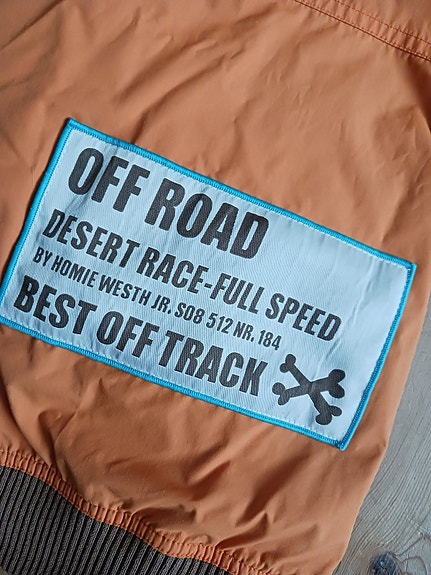 OFF ROAD
DESERT RACE-FULL SPEED
BY HOMIE WESTH JR. S08 512 NR. 184
BEST OFF TRACK